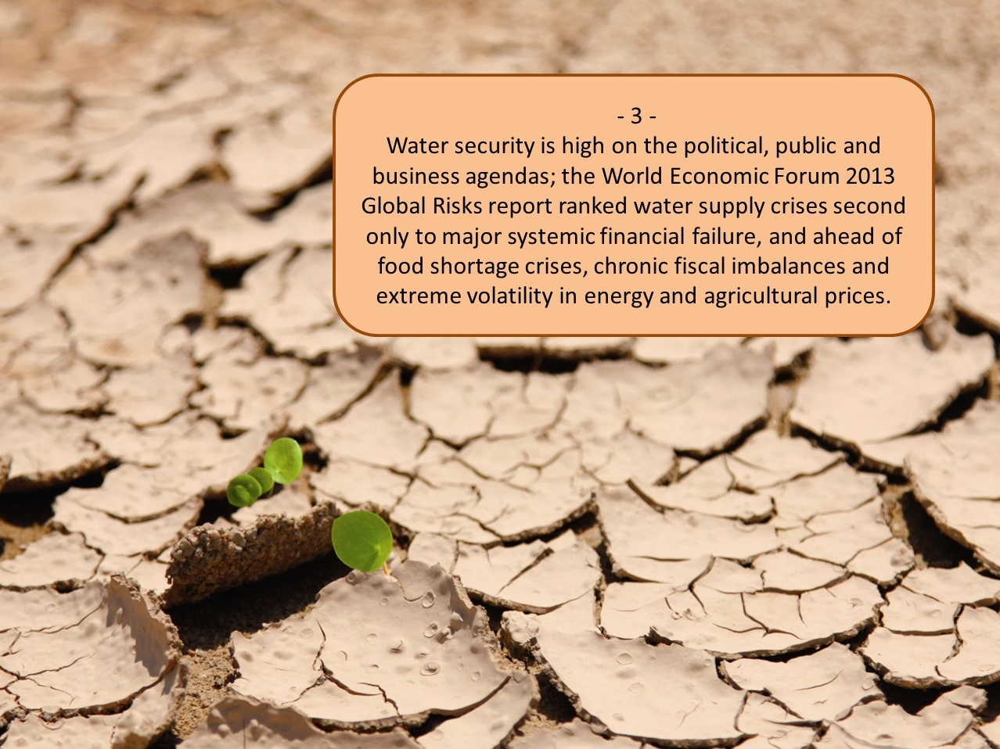 - 3 -
Water security is high on the political, public and
business agendas; the World Economic Forum 2013
Global Risks report ranked water supply crises second
only to major systemic financial failure, and ahead of
food shortage crises, chronic fiscal imbalances and
extreme volatility in energy and agricultural prices.